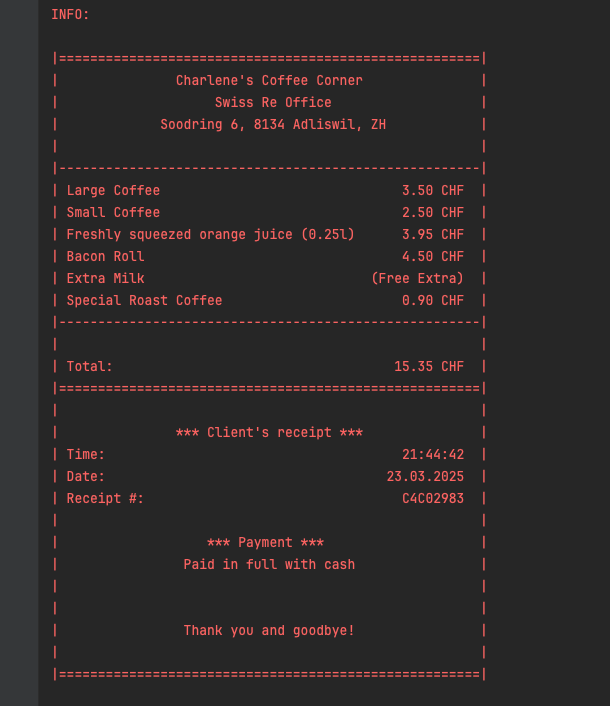 INFO:
|======================================================|
|               Charlene's Coffee Corner               |
|                    Swiss Re Office                   |
|             Soodring 6, 8134 Adliswil, ZH            |
|                                                      |
|------------------------------------------------------|
| Large Coffee                               3.50 CHF  |
| Small Coffee                               2.50 CHF  |
| Freshly squeezed orange juice (0.25l)      3.95 CHF  |
| Bacon Roll                                 4.50 CHF  |
| Extra Milk                             (Free Extra)  |
| Special Roast Coffee                       0.90 CHF  |
|------------------------------------------------------|
|                                                      |
| Total:                                    15.35 CHF  |
|======================================================|
|                                                      |
|               *** Client's receipt ***               |
| Time:                                      21:44:42  |
| Date:                                    23.03.2025  |
| Receipt #:                                 C4C02983  |
|                                                      |
|                   *** Payment ***                    |
|                Paid in full with cash                |
|                                                      |
|                                                      |
|                Thank you and goodbye!                |
|                                                      |
|======================================================|